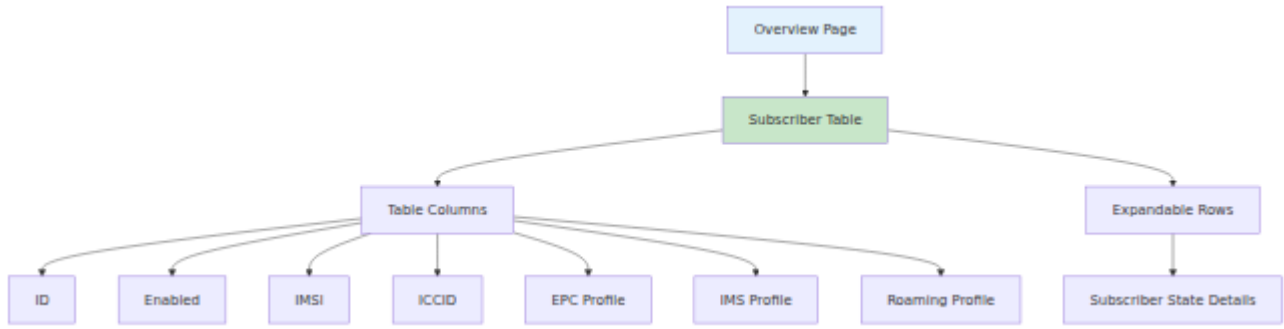 Overview Page
Subscriber Table
Table Columns
Expandable Rows
ID
Enabled
IMSI
ICCID
EPC Profile
IMS Profile
Roaming Profile
Subscriber State Details